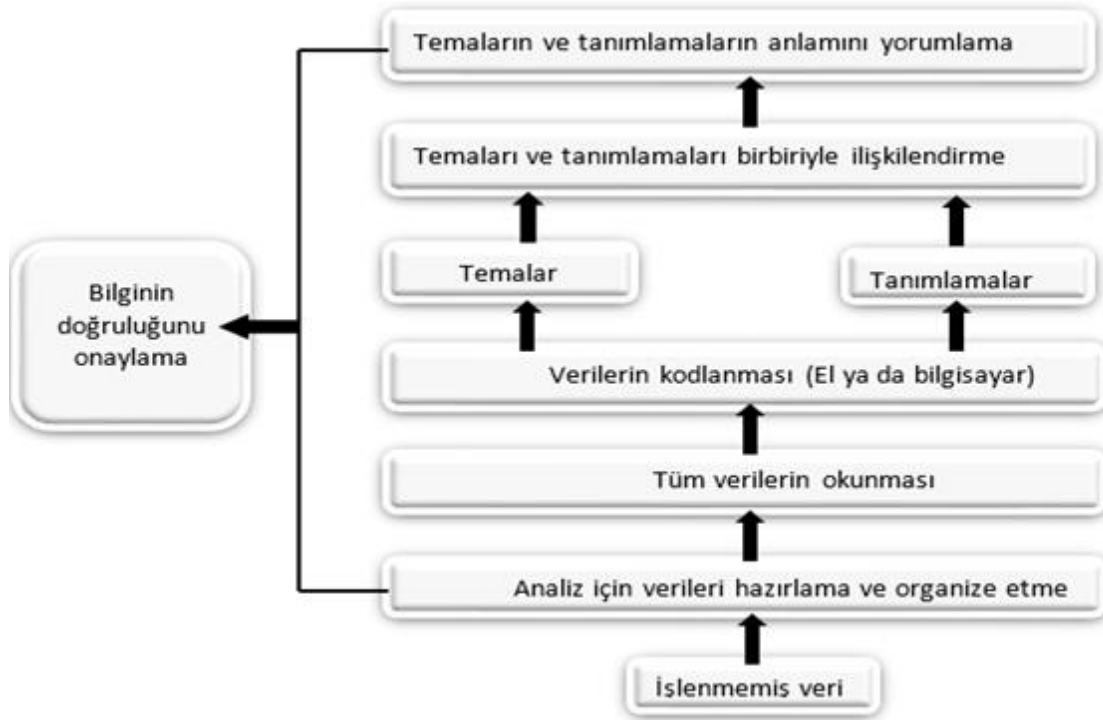 Temaların ve tanımlamaların anlamını yorumlama
Temaları ve tanımlamaları birbiriyle ilişkilendirme
Temalar
Tanımlamalar
Bilginin
doğruluğunu
onaylama
Verilerin kodlanması (El ya da bilgisayar)
Tüm verilerin okunması
Analiz için verileri hazırlama ve organize etme
İşlenmemiş veri